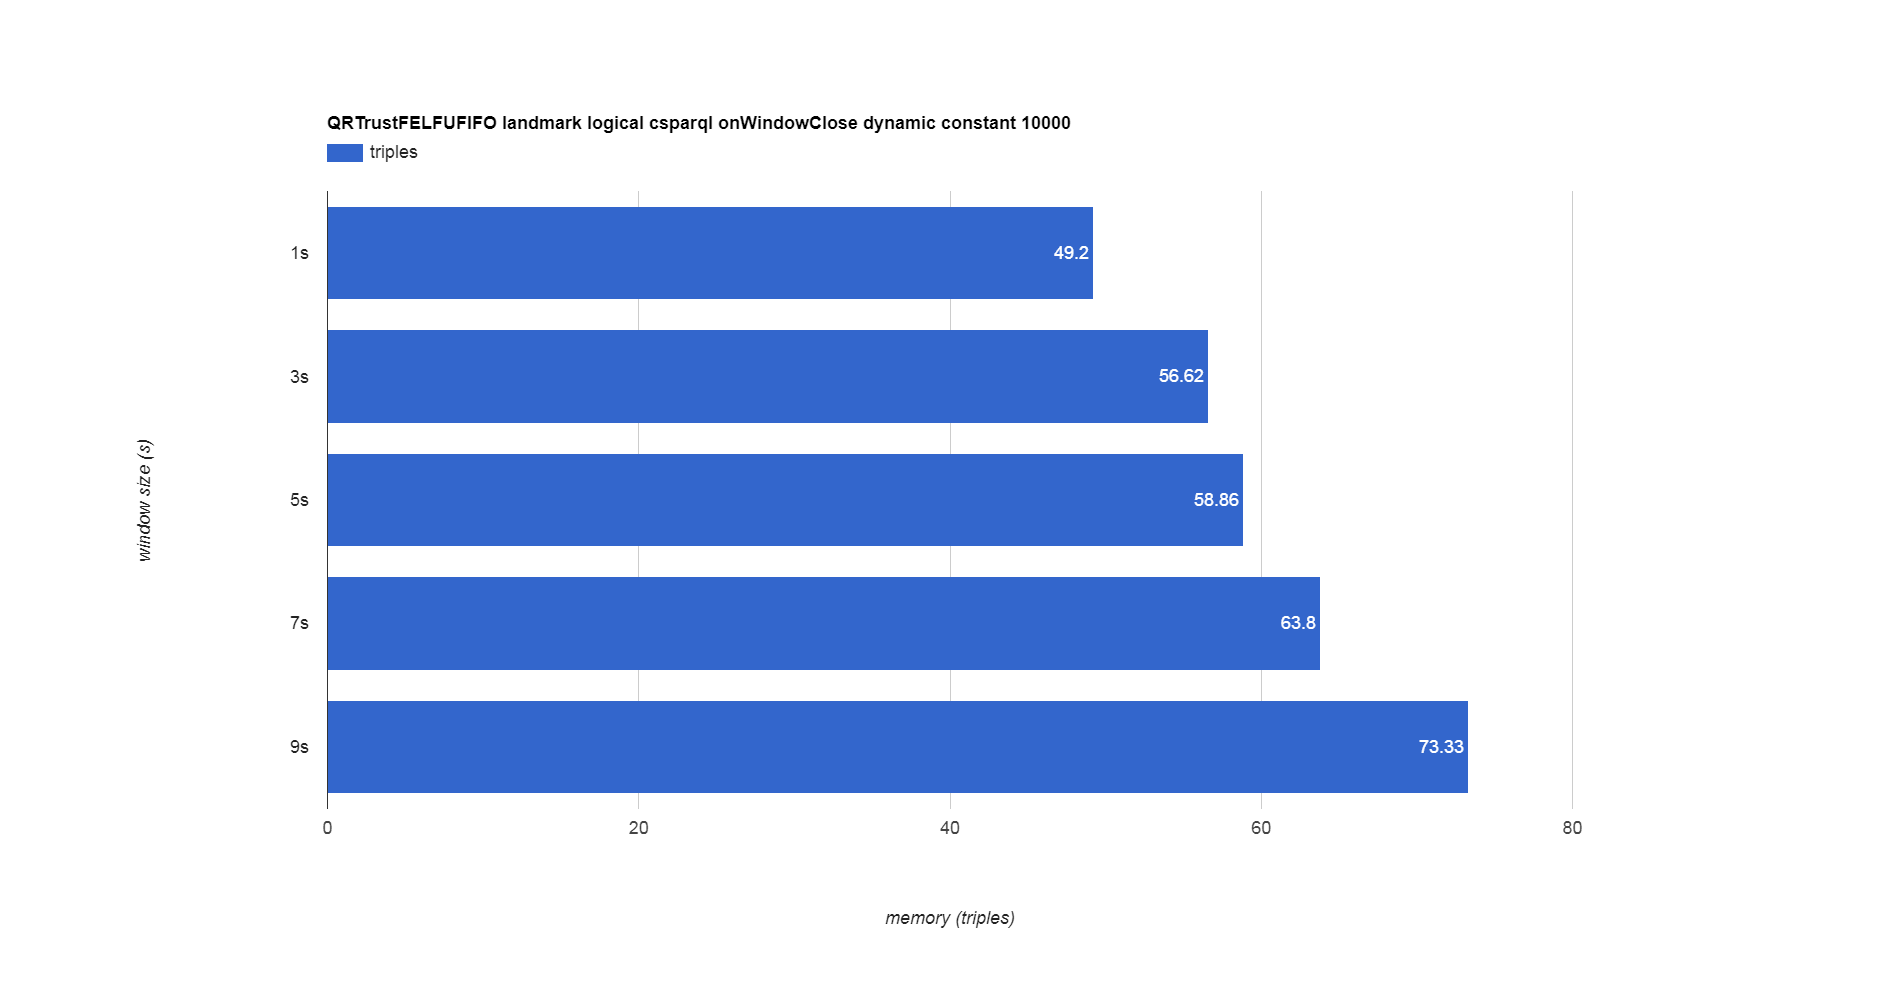 QRTrustFELFUFIFO landmark logical csparql onWindowClose dynamic constant 10000
triples
1s
49.2
3s
56.62
5s
58.86
7s
63.8
9s
73.33
window size (s)
0 20 40 60 80
memory (triples)